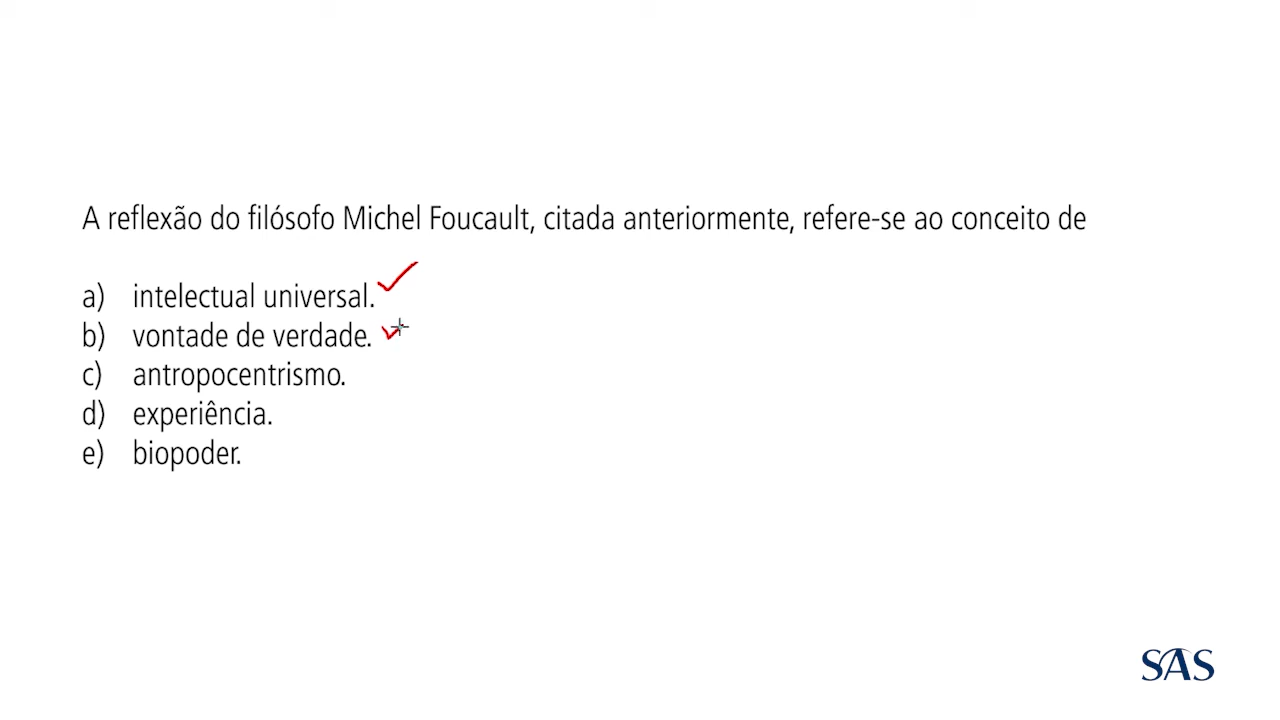 A reflexão do filósofo Michel Foucault, citada anteriormente, refere-se ao conceito de
a) intelectual universal.
b) vontade de verdade.
c) antropocentrismo.
d) experiência.
e) biopoder.
SAS